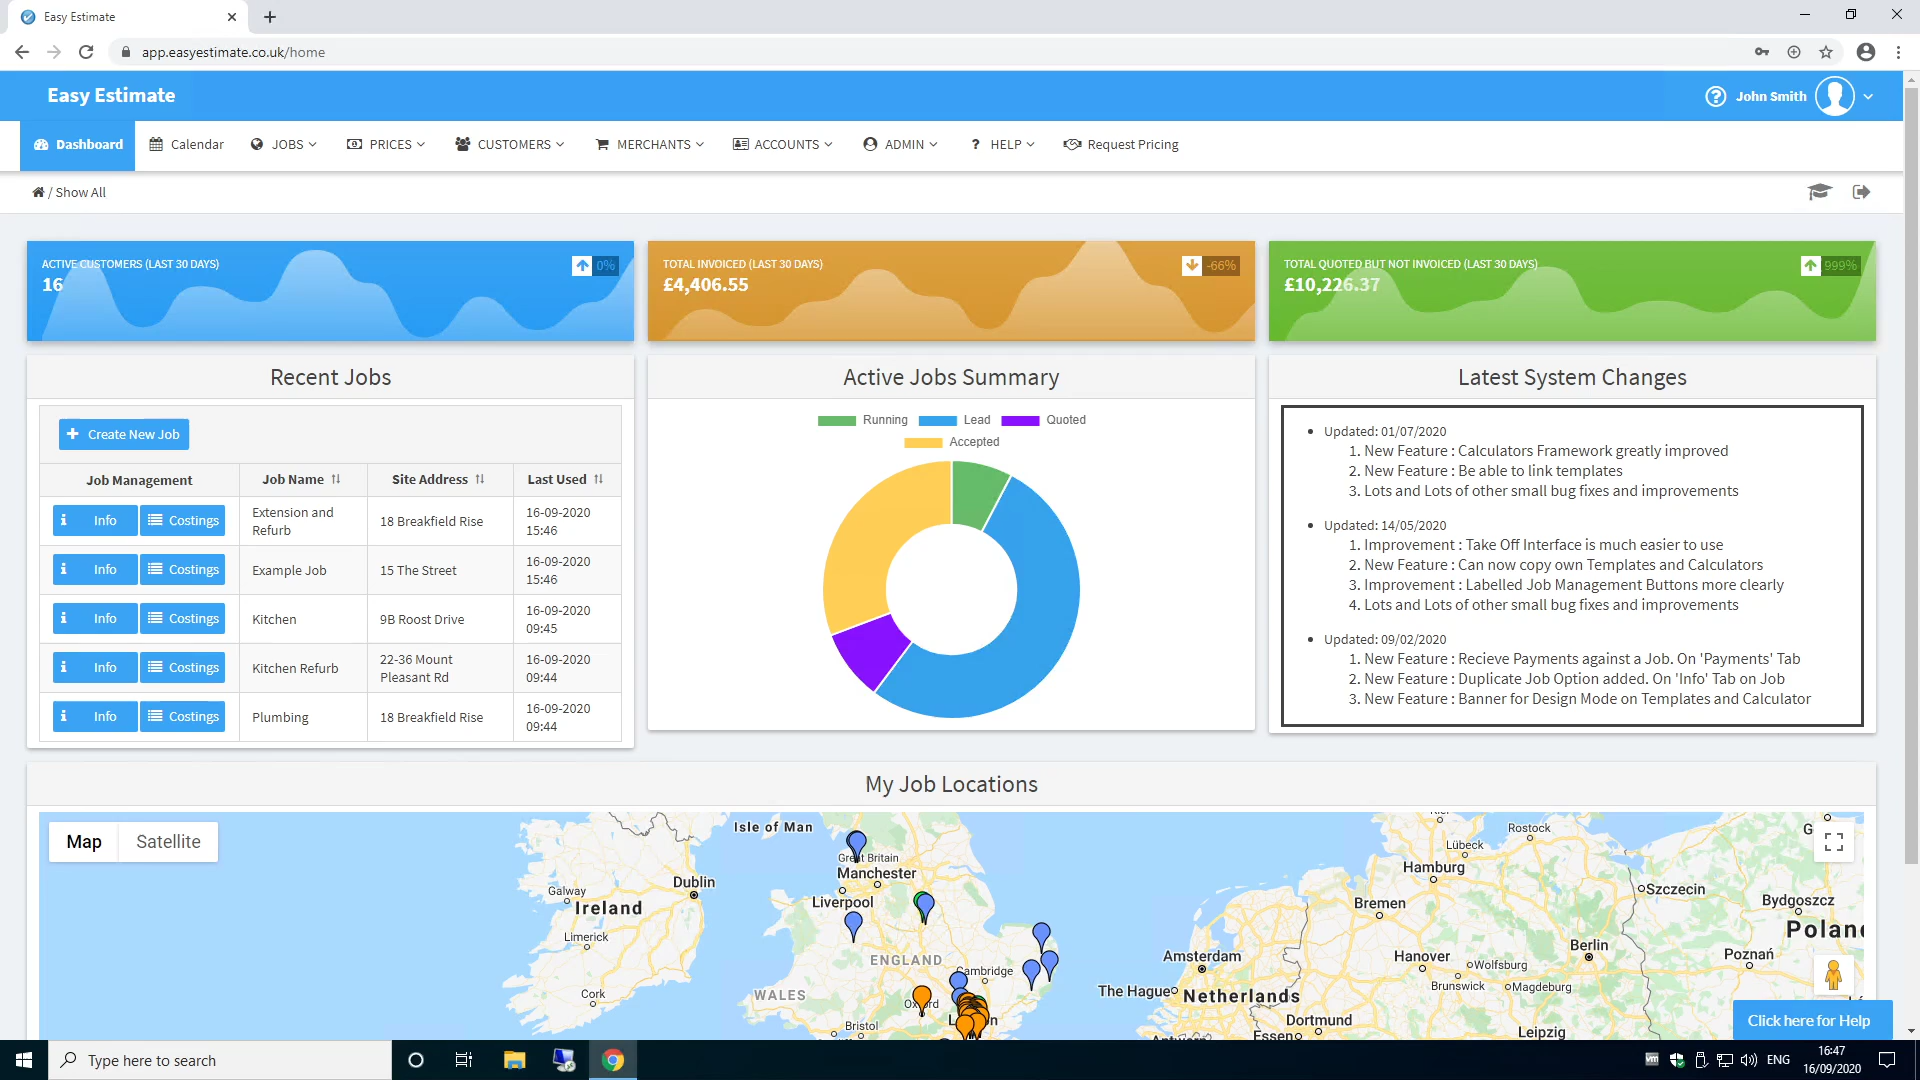 Easy Estimate
app.easyestimate.co.uk/home
Easy Estimate
John Smith
Dashboard
Calendar
JOBS
PRICES
CUSTOMERS
MERCHANTS
ACCOUNTS
ADMIN
? HELP
Request Pricing
/ Show All
ACTIVE CUSTOMERS (LAST 30 DAYS)
0%
16
TOTAL INVOICED (LAST 30 DAYS)
-66%
£4,406.55
TOTAL QUOTED BUT NOT INVOICED (LAST 30 DAYS)
999%
£10,226.37
Recent Jobs
+ Create New Job
Job Management
Job Name
Site Address
Last Used
Info
Costings
Extension and
Refurb
18 Breakfield Rise
16-09-2020
15:46
Info
Costings
Example Job
15 The Street
16-09-2020
15:46
Info
Costings
Kitchen
9B Roost Drive
16-09-2020
09:45
Info
Costings
Kitchen Refurb
22-36 Mount
Pleasant Rd
16-09-2020
09:44
Info
Costings
Plumbing
18 Breakfield Rise
16-09-2020
09:44
Active Jobs Summary
Running
Lead
Quoted
Accepted
Latest System Changes
• Updated: 01/07/2020
1. New Feature : Calculators Framework greatly improved
2. New Feature : Be able to link templates
3. Lots and Lots of other small bug fixes and improvements
• Updated: 14/05/2020
1. Improvement : Take Off Interface is much easier to use
2. New Feature : Can now copy own Templates and Calculators
3. Improvement : Labelled Job Management Buttons more clearly
4. Lots and Lots of other small bug fixes and improvements
• Updated: 09/02/2020
1. New Feature : Recieve Payments against a Job. On 'Payments' Tab
2. New Feature : Duplicate Job Option added. On 'Info' Tab on Job
3. New Feature : Banner for Design Mode on Templates and Calculator
My Job Locations
Map
Satellite
Isle of Man
Great Britain
Manchester
Liverpool
Dublin
Galway
Ireland
Limerick
Cork
ENGLAND
WALES
Cambridge
Oxford
Bristol
Rostock
Lübeck
Hamburg
Szczecin
Bremen
Bydgoszcz
Poland
Amsterdam
Hanover
Wolfsburg
Berlin
Poznań
Brunswick
Magdeburg
The Hague
Netherlands
Dortmund
Essen
Leipzig
Click here for Help
Type here to search
ENG
16:47
16/09/2020